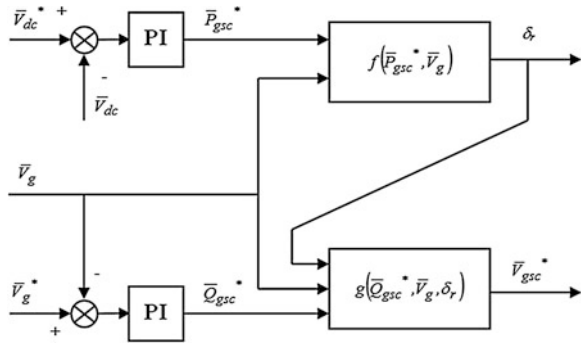 V̅dc* + PI P̅gsc* f(P̅gsc*,V̅g) δr
-
V̅dc
V̅g
-
V̅g* + PI Q̅gsc* g(Q̅gsc*,V̅g,δr) V̅gsc*